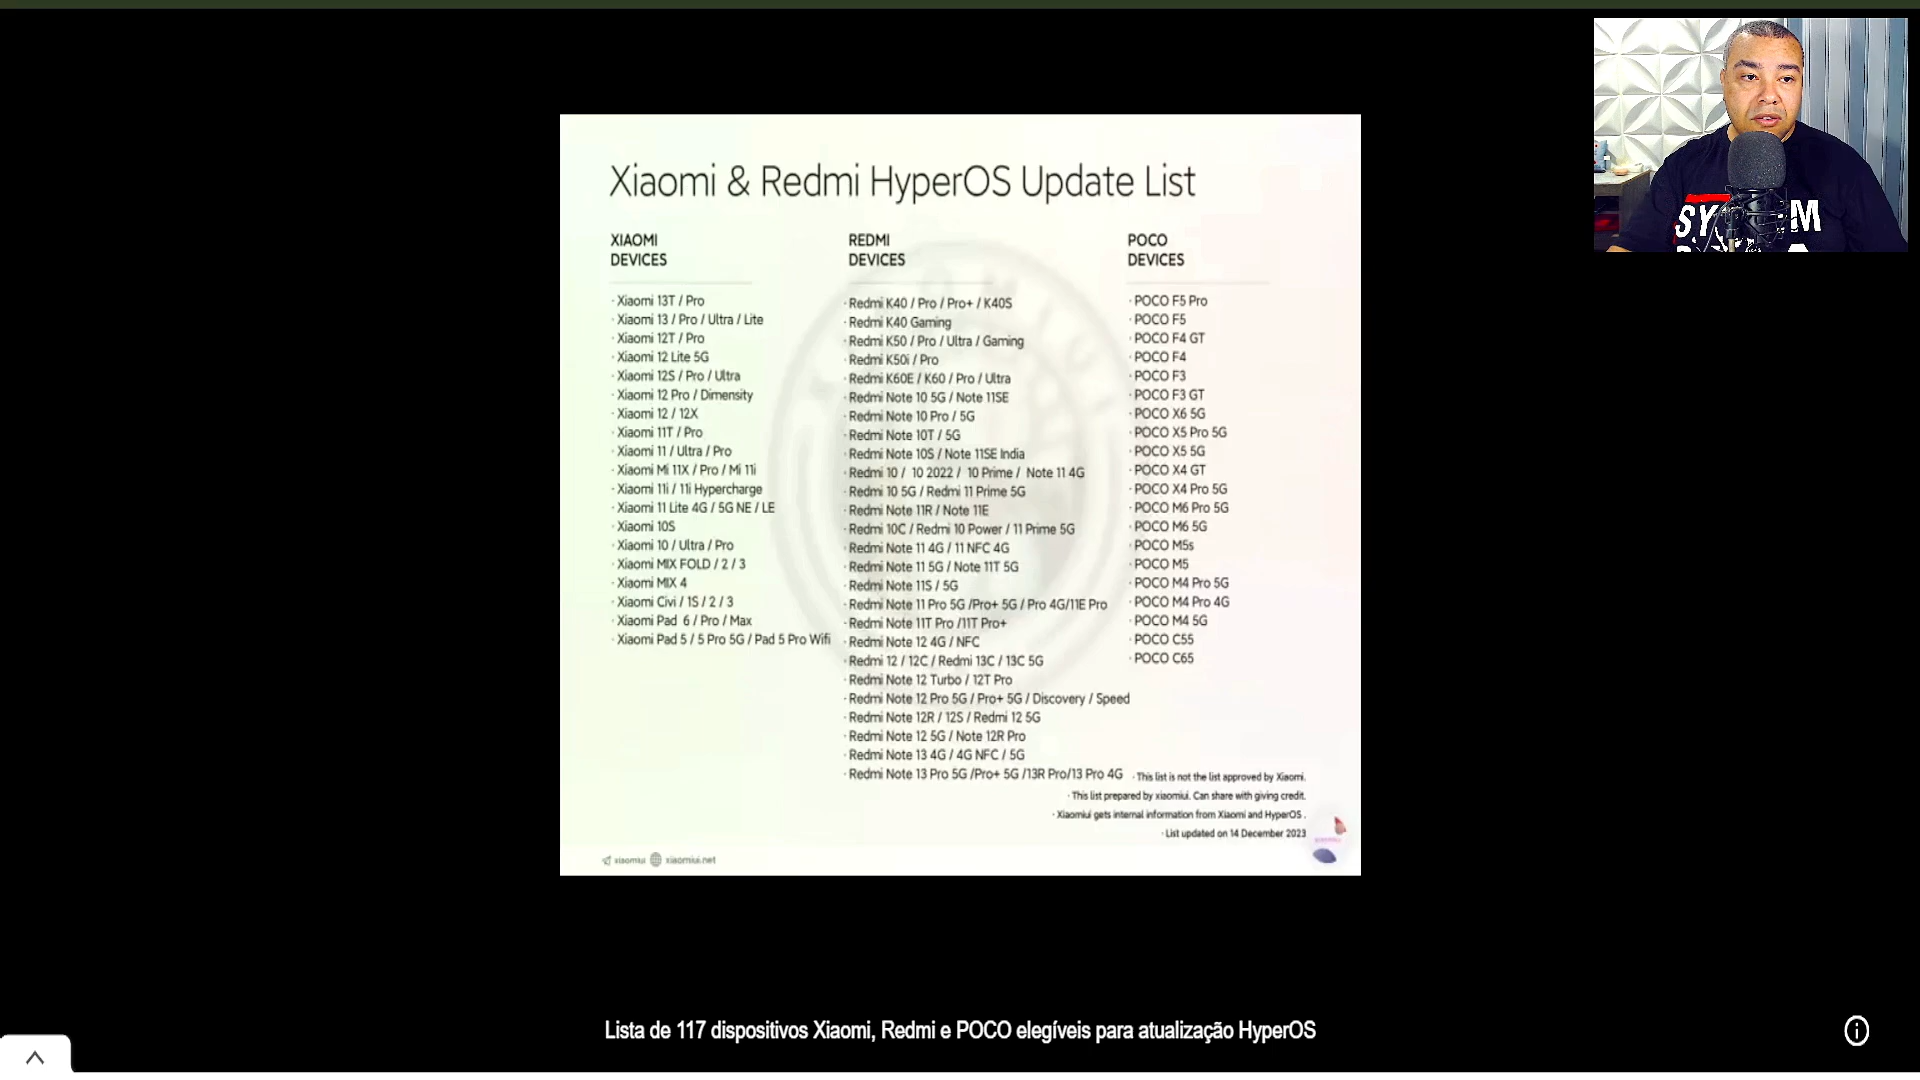 Xiaomi & Redmi HyperOS Update List
XIAOMI
DEVICES
· Xiaomi 13T / Pro
· Xiaomi 13 / Pro / Ultra / Lite
· Xiaomi 12T / Pro
· Xiaomi 12 Lite 5G
· Xiaomi 12S / Pro / Ultra
· Xiaomi 12 Pro / Dimensity
· Xiaomi 12 / 12X
· Xiaomi 11T / Pro
· Xiaomi 11 / Ultra / Pro
· Xiaomi Mi 11X / Pro / Mi 11i
· Xiaomi 11i / 11i Hypercharge
· Xiaomi 11 Lite 4G / 5G NE / LE
· Xiaomi 10S
· Xiaomi 10 / Ultra / Pro
· Xiaomi MIX FOLD / 2 / 3
· Xiaomi MIX 4
· Xiaomi Civi / 1S / 2 / 3
· Xiaomi Pad 6 / Pro / Max
· Xiaomi Pad 5 / 5 Pro 5G / Pad 5 Pro Wifi
REDMI
DEVICES
· Redmi K40 / Pro / Pro+ / K40S
· Redmi K40 Gaming
· Redmi K50 / Pro / Ultra / Gaming
· Redmi K50i / Pro
· Redmi K60E / K60 / Pro / Ultra
· Redmi Note 10 5G / Note 11SE
· Redmi Note 10 Pro / 5G
· Redmi Note 10T / 5G
· Redmi Note 10S / Note 11SE India
· Redmi 10 / 10 2022 / 10 Prime / Note 11 4G
· Redmi 10 5G / Redmi 11 Prime 5G
· Redmi Note 11R / Note 11E
· Redmi 10C / Redmi 10 Power / 11 Prime 5G
· Redmi Note 11 4G / 11 NFC 4G
· Redmi Note 11 5G / Note 11T 5G
· Redmi Note 11S / 5G
· Redmi Note 11 Pro 5G /Pro+ 5G / Pro 4G/11E Pro
· Redmi Note 11T Pro /11T Pro+
· Redmi Note 12 4G / NFC
· Redmi 12 / 12C / Redmi 13C / 13C 5G
· Redmi Note 12 Turbo / 12T Pro
· Redmi Note 12 Pro 5G / Pro+ 5G / Discovery / Speed
· Redmi Note 12R / 12S / Redmi 12 5G
· Redmi Note 12 5G / Note 12R Pro
· Redmi Note 13 4G / 4G NFC / 5G
· Redmi Note 13 Pro 5G /Pro+ 5G /13R Pro/13 Pro 4G
POCO
DEVICES
· POCO F5 Pro
· POCO F5
· POCO F4 GT
· POCO F4
· POCO F3
· POCO F3 GT
· POCO X6 5G
· POCO X5 Pro 5G
· POCO X5 5G
· POCO X4 GT
· POCO X4 Pro 5G
· POCO M6 Pro 5G
· POCO M6 5G
· POCO M5s
· POCO M5
· POCO M4 Pro 5G
· POCO M4 Pro 4G
· POCO M4 5G
· POCO C55
· POCO C65
· This list is not the list approved by Xiaomi.
· This list prepared by xiaomiui. Can share with giving credit.
· Xiaomiui gets internal information from Xiaomi and HyperOS .
· List updated on 14 December 2023
xiaomiui xiaomiui.net
Lista de 117 dispositivos Xiaomi, Redmi e POCO elegíveis para atualização HyperOS